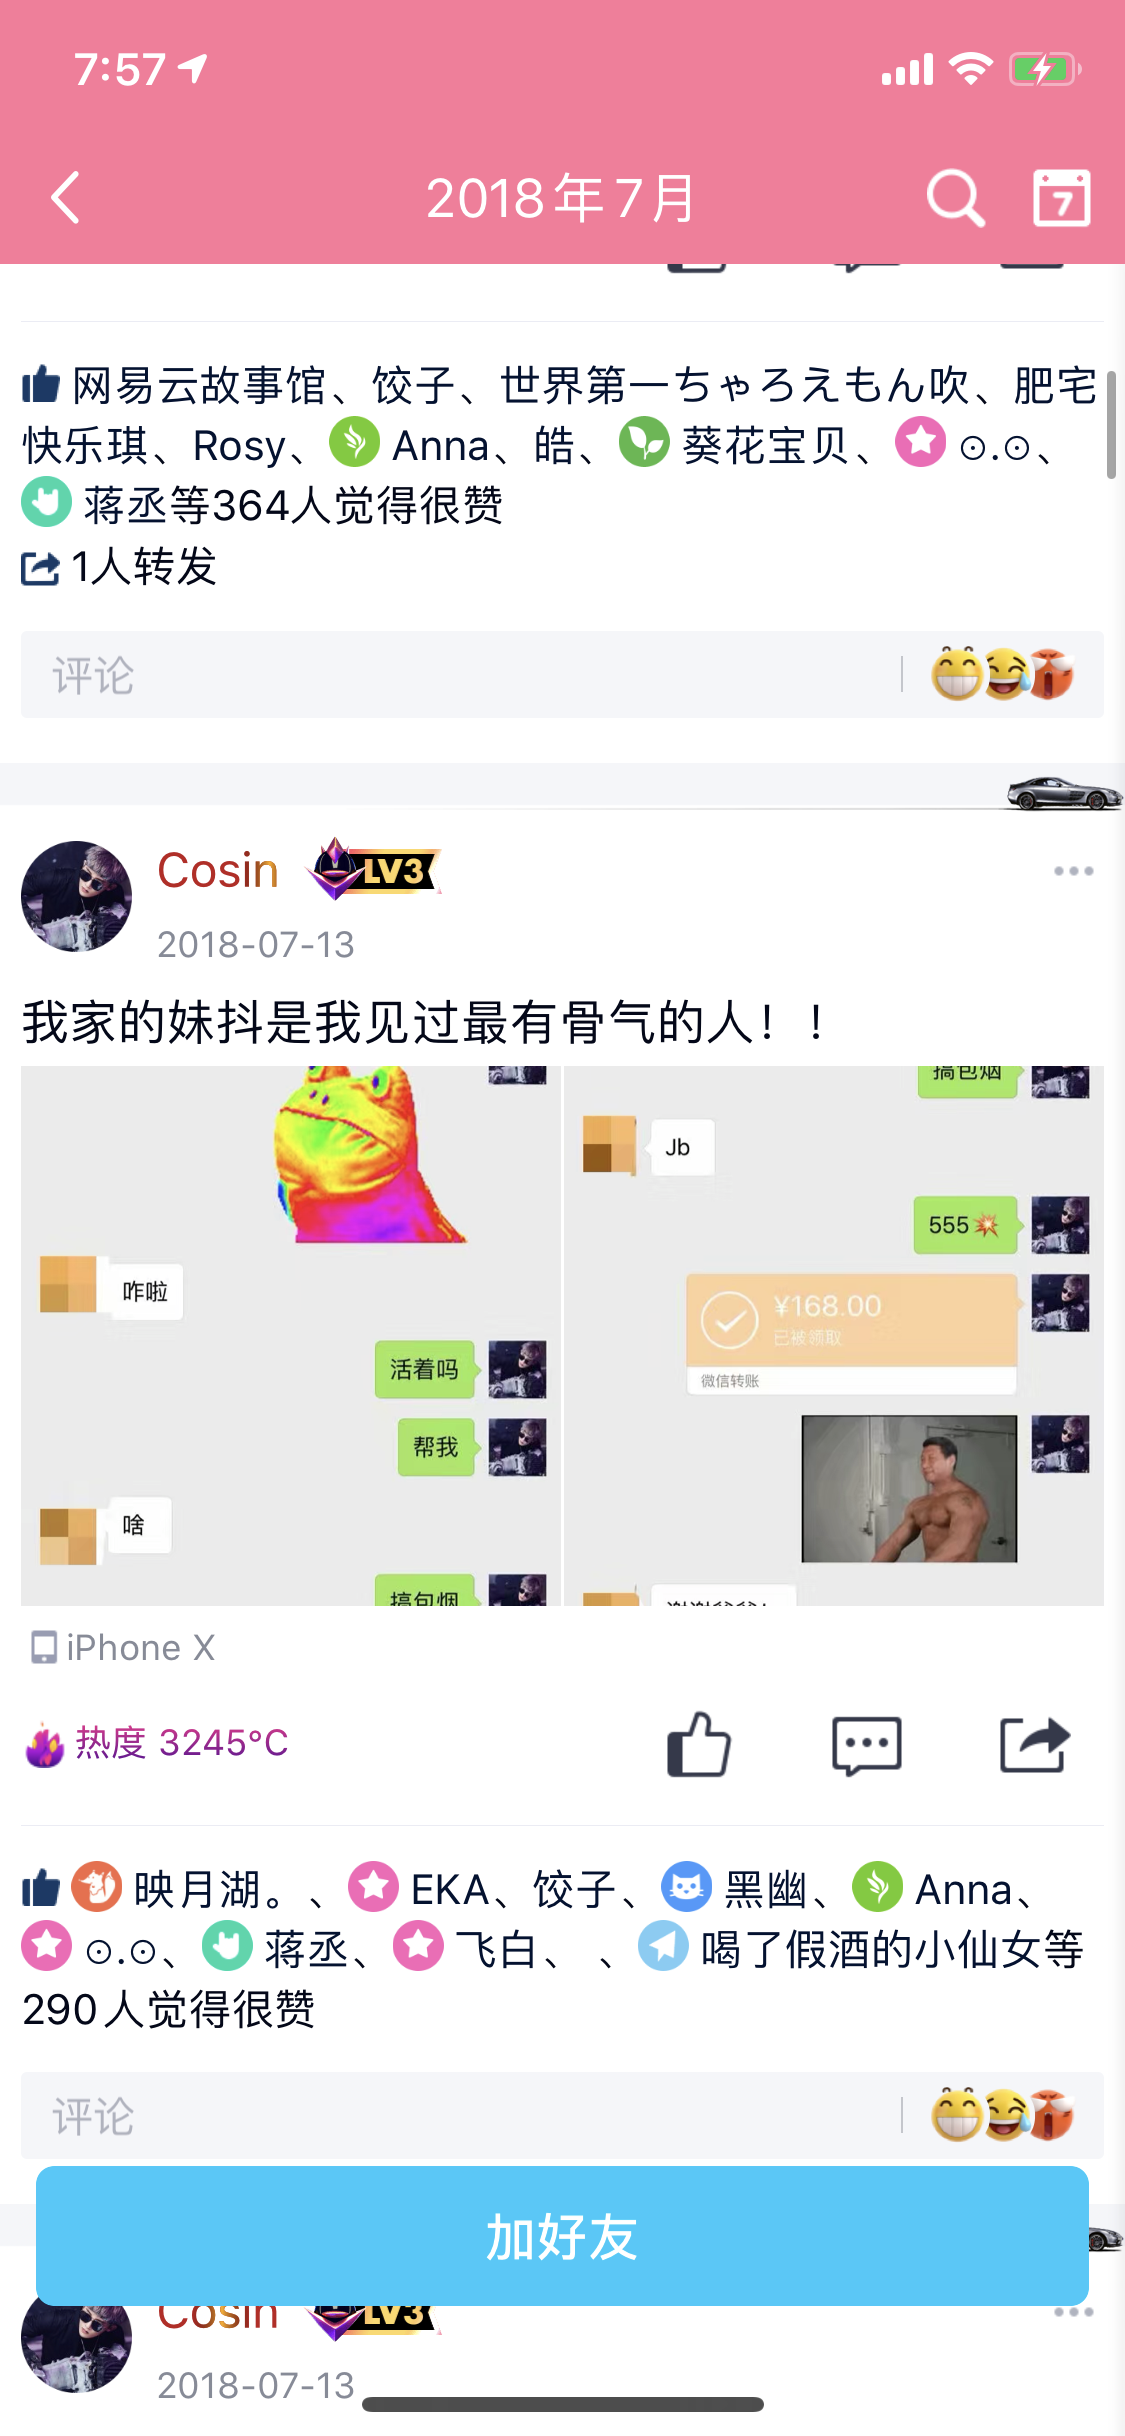 7:57
2018年7月
7
网易云故事馆、饺子、世界第一ちゃろえもん吹、肥宅
快乐琪、Rosy、Anna、皓、葵花宝贝、⊙.⊙、
蒋丞等364人觉得很赞
1人转发
评论
Cosin LV3
2018-07-13
我家的妹抖是我见过最有骨气的人！！
咋啦
活着吗
帮我
啥
搞包烟
搞包烟
Jb
555💥
¥168.00
已被领取
微信转账
iPhone X
热度 3245°C
映月湖。、EKA、饺子、黑幽、Anna、
⊙.⊙、蒋丞、飞白、 、喝了假酒的小仙女等
290人觉得很赞
评论
加好友
Cosin LV3
2018-07-13